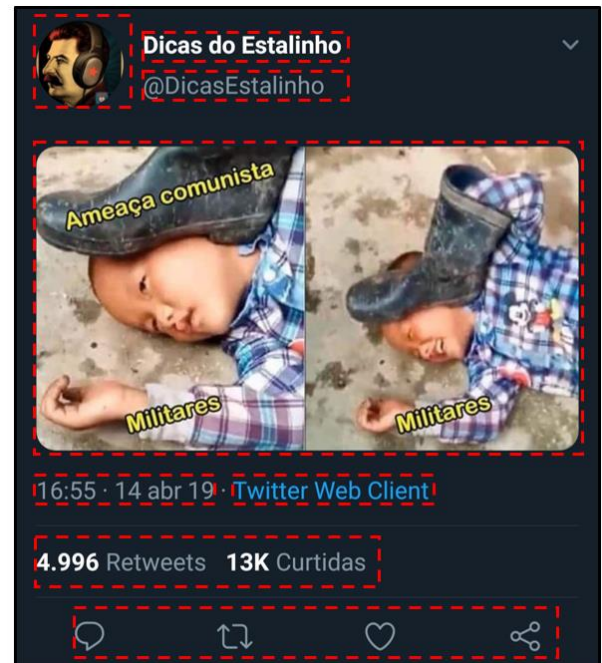 Dicas do Estalinho
@DicasEstalinho
Ameaça comunista
Militares
Militares
16:55 · 14 abr 19 · Twitter Web Client
4.996 Retweets 13K Curtidas